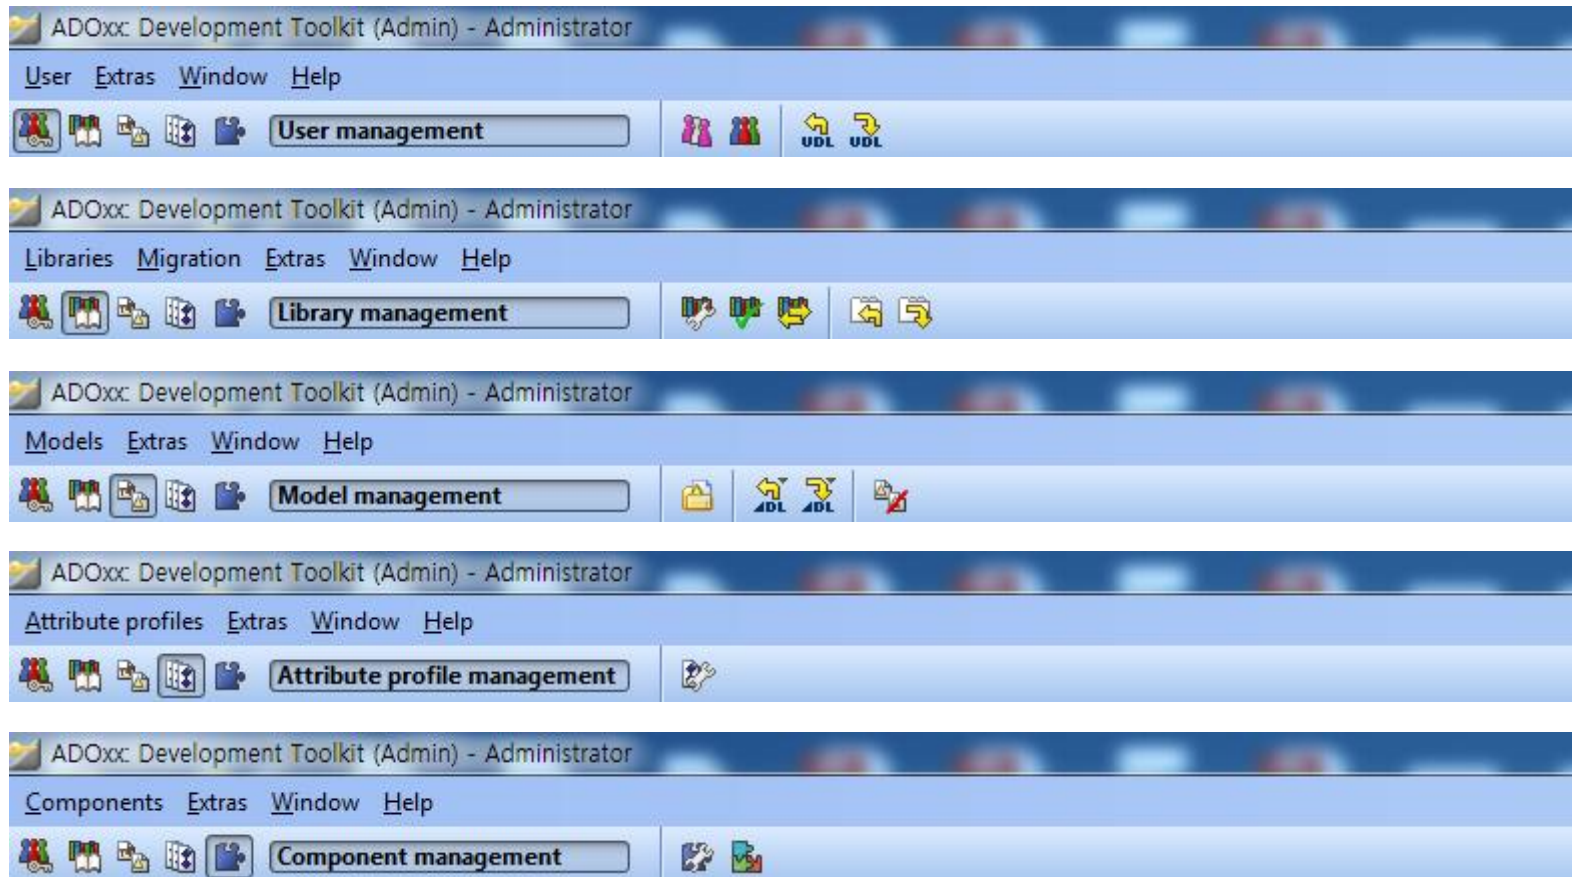 ADOxx: Development Toolkit (Admin) - Administrator
User Extras Window Help
User management UDL UDL
ADOxx: Development Toolkit (Admin) - Administrator
Libraries Migration Extras Window Help
Library management
ADOxx: Development Toolkit (Admin) - Administrator
Models Extras Window Help
Model management ADL ADL
ADOxx: Development Toolkit (Admin) - Administrator
Attribute profiles Extras Window Help
Attribute profile management
ADOxx: Development Toolkit (Admin) - Administrator
Components Extras Window Help
Component management